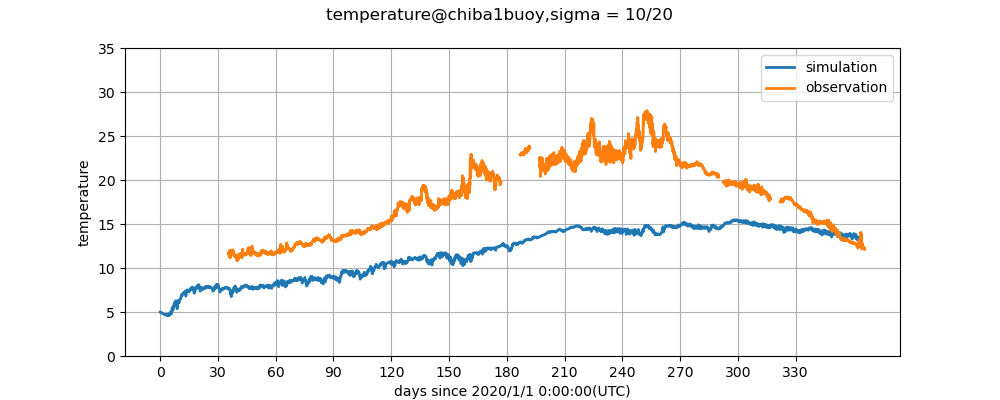 temperature@chiba1buoy,sigma = 10/20
35
30
25
20
15
10
5
0
temperature
simulation
observation
0 30 60 90 120 150 180 210 240 270 300 330
days since 2020/1/1 0:00:00(UTC)